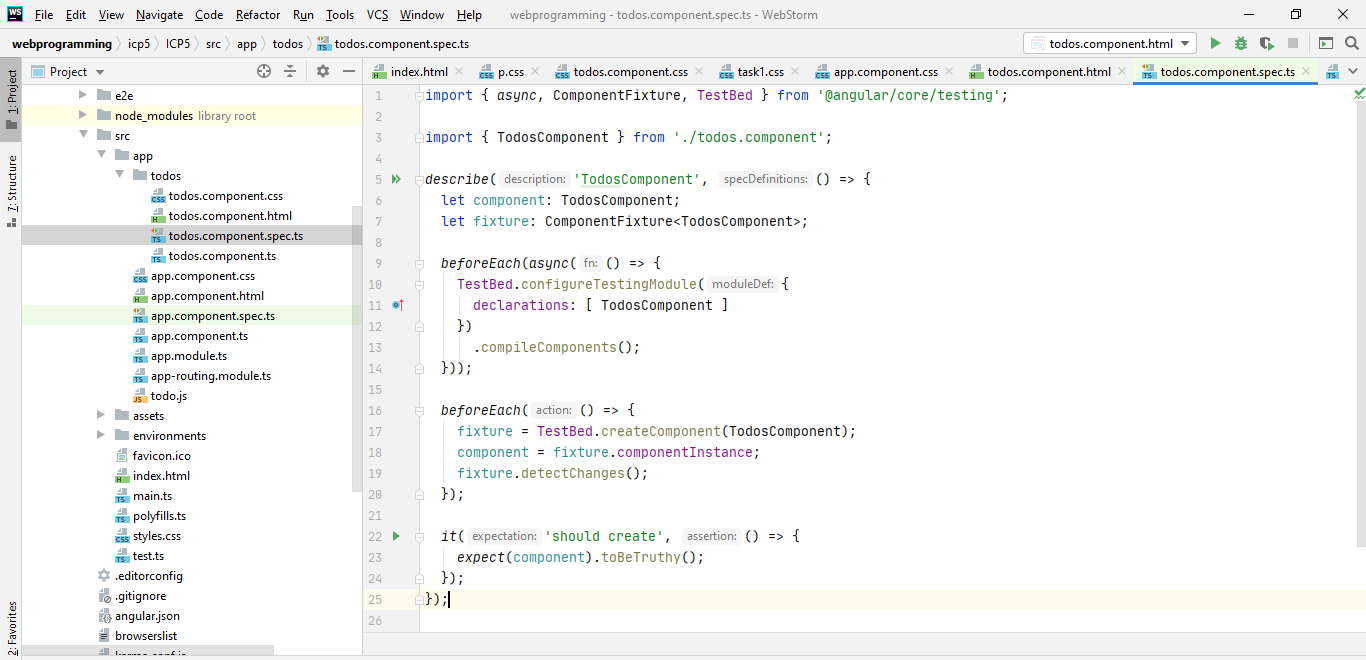 WS File Edit View Navigate Code Refactor Run Tools VCS Window Help webprogramming - todos.component.spec.ts - WebStorm
webprogramming icp5 ICP5 src app todos todos.component.spec.ts todos.component.html
Project
index.html p.css todos.component.css task1.css app.component.css todos.component.html todos.component.spec.ts
1: Project
7: Structure
2: Favorites
e2e
node_modules library root
src
app
todos
todos.component.css
todos.component.html
todos.component.spec.ts
todos.component.ts
app.component.css
app.component.html
app.component.spec.ts
app.component.ts
app.module.ts
app-routing.module.ts
todo.js
assets
environments
favicon.ico
index.html
main.ts
polyfills.ts
styles.css
test.ts
.editorconfig
.gitignore
angular.json
browserslist
1 import { async, ComponentFixture, TestBed } from '@angular/core/testing';
2
3 import { TodosComponent } from './todos.component';
4
5 describe( description: 'TodosComponent', specDefinitions: () => {
6 let component: TodosComponent;
7 let fixture: ComponentFixture<TodosComponent>;
8
9 beforeEach(async( fn: () => {
10 TestBed.configureTestingModule( moduleDef: {
11 declarations: [ TodosComponent ]
12 })
13 .compileComponents();
14 }));
15
16 beforeEach( action: () => {
17 fixture = TestBed.createComponent(TodosComponent);
18 component = fixture.componentInstance;
19 fixture.detectChanges();
20 });
21
22 it( expectation: 'should create', assertion: () => {
23 expect(component).toBeTruthy();
24 });
25 });
26